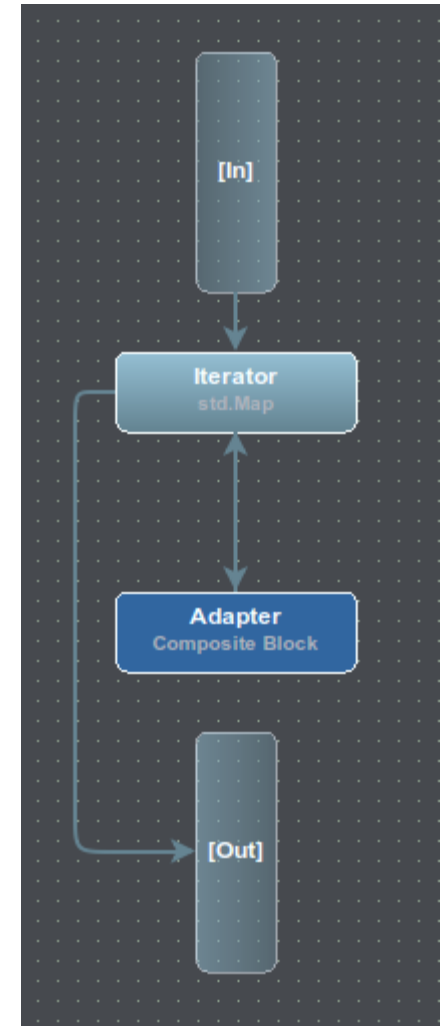 [In]
Iterator
std.Map
Adapter
Composite Block
[Out]